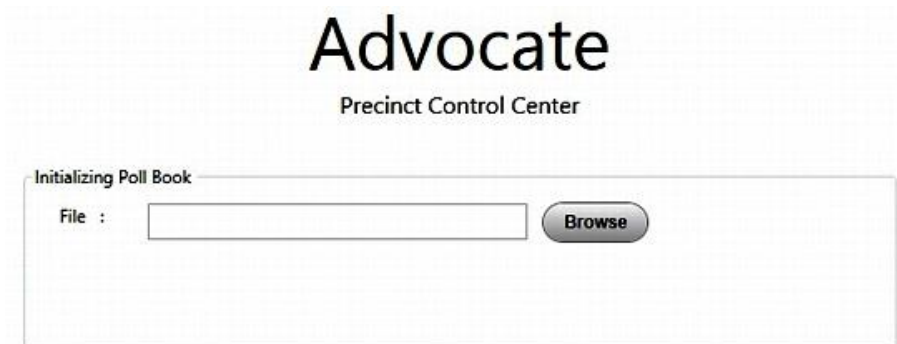 Advocate
Precinct Control Center
Initializing Poll Book
File :
Browse